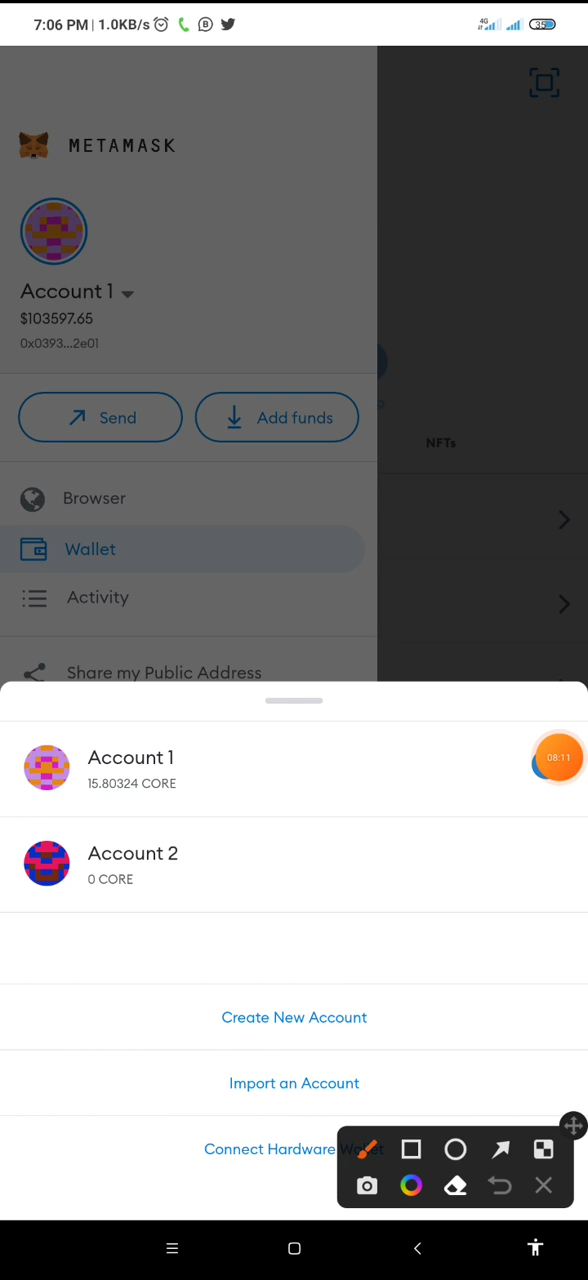 7:06 PM | 1.0KB/s
4G
35
METAMASK
Account 1
$103597.65
0x0393...2e01
Send
Add funds
NFTs
Browser
Wallet
Activity
Share my Public Address
Account 1
15.80324 CORE
08:11
Account 2
0 CORE
Create New Account
Import an Account
Connect Hardware Wallet